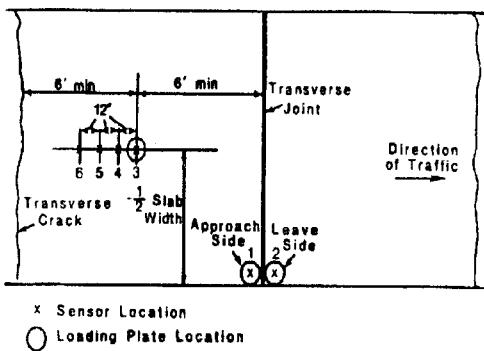 6' min
6' min
12"
Transverse
Joint
Direction
of Traffic
6 5 4 3
1/2 Slab
Width
Transverse
Crack
Approach
Side
Leave
Side
1 2
x Sensor Location
Loading Plate Location